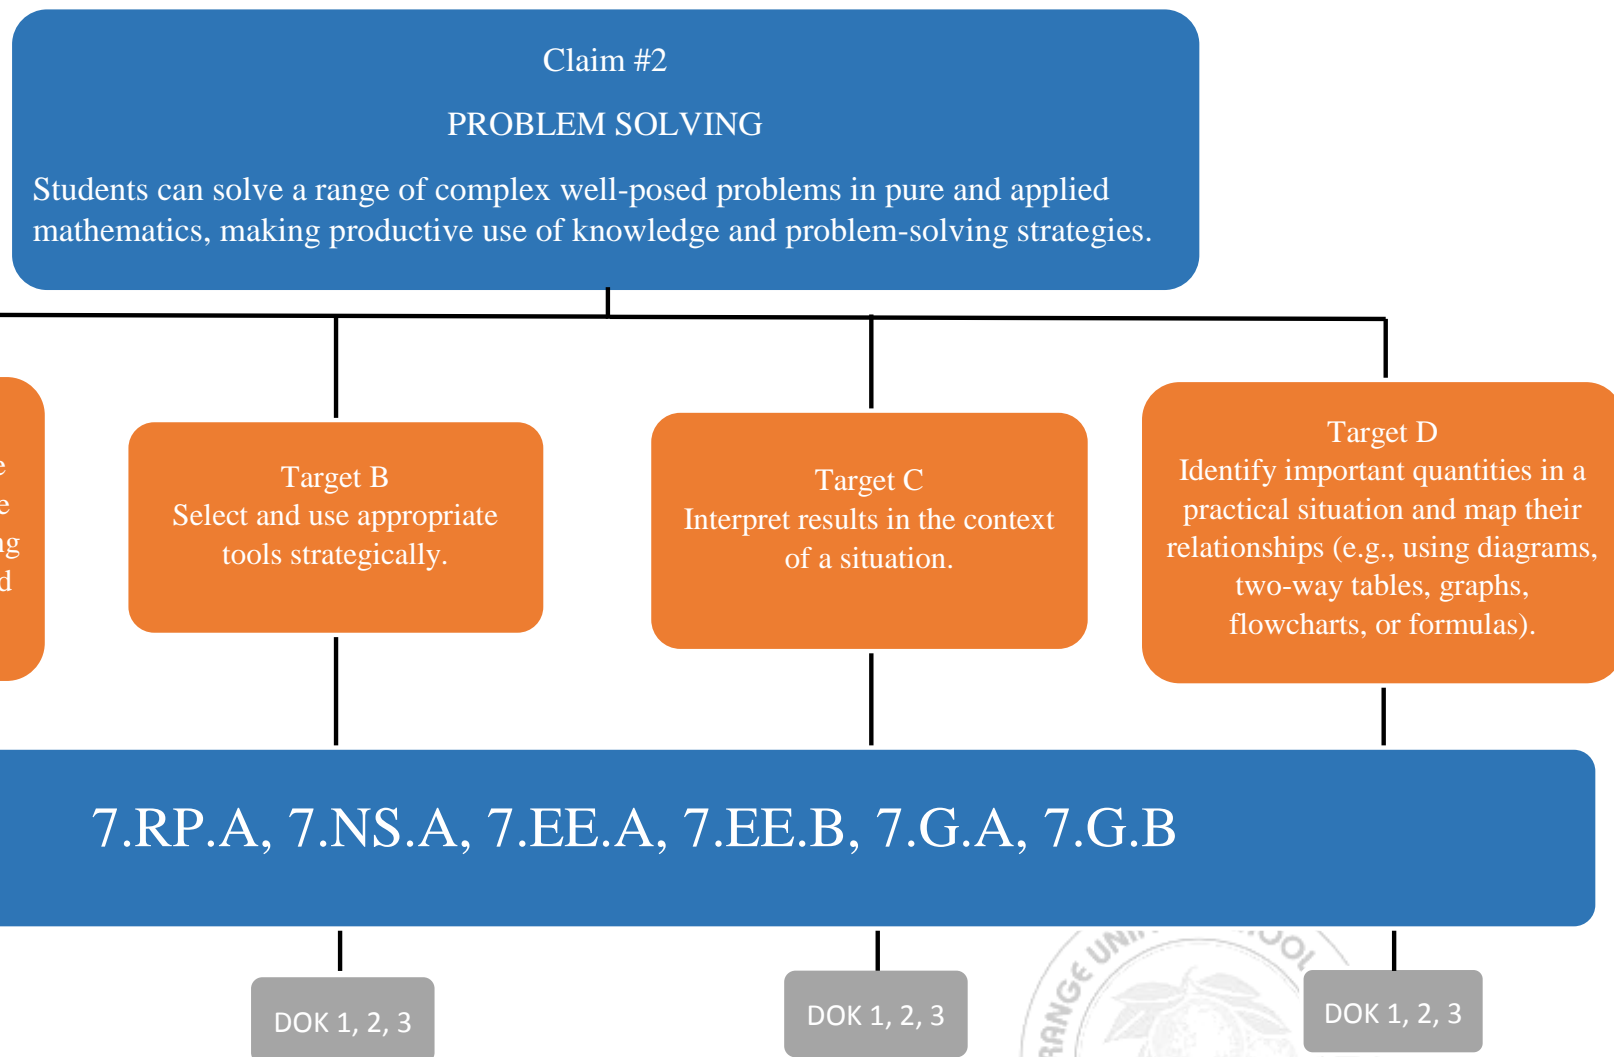 Claim #2
PROBLEM SOLVING
Students can solve a range of complex well-posed problems in pure and applied
mathematics, making productive use of knowledge and problem-solving strategies.
Target B
Select and use appropriate
tools strategically.
Target C
Interpret results in the context
of a situation.
Target D
Identify important quantities in a
practical situation and map their
relationships (e.g., using diagrams,
two-way tables, graphs,
flowcharts, or formulas).
7.RP.A, 7.NS.A, 7.EE.A, 7.EE.B, 7.G.A, 7.G.B
DOK 1, 2, 3
DOK 1, 2, 3
DOK 1, 2, 3